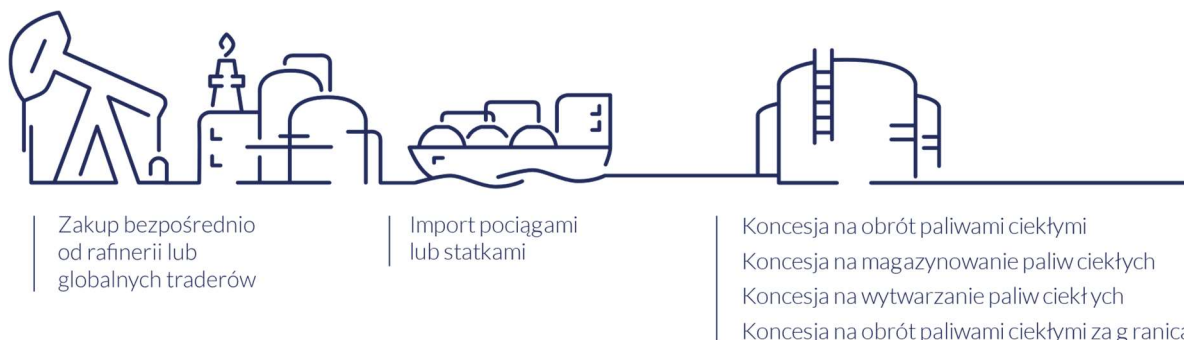 Zakup bezpośrednio
od rafinerii lub
globalnych traderów
Import pociągami
lub statkami
Koncesja na obrót paliwami ciekłymi
Koncesja na magazynowanie paliw ciekłych
Koncesja na wytwarzanie paliw ciekłych
Koncesja na obrót paliwami ciekłymi za granicą